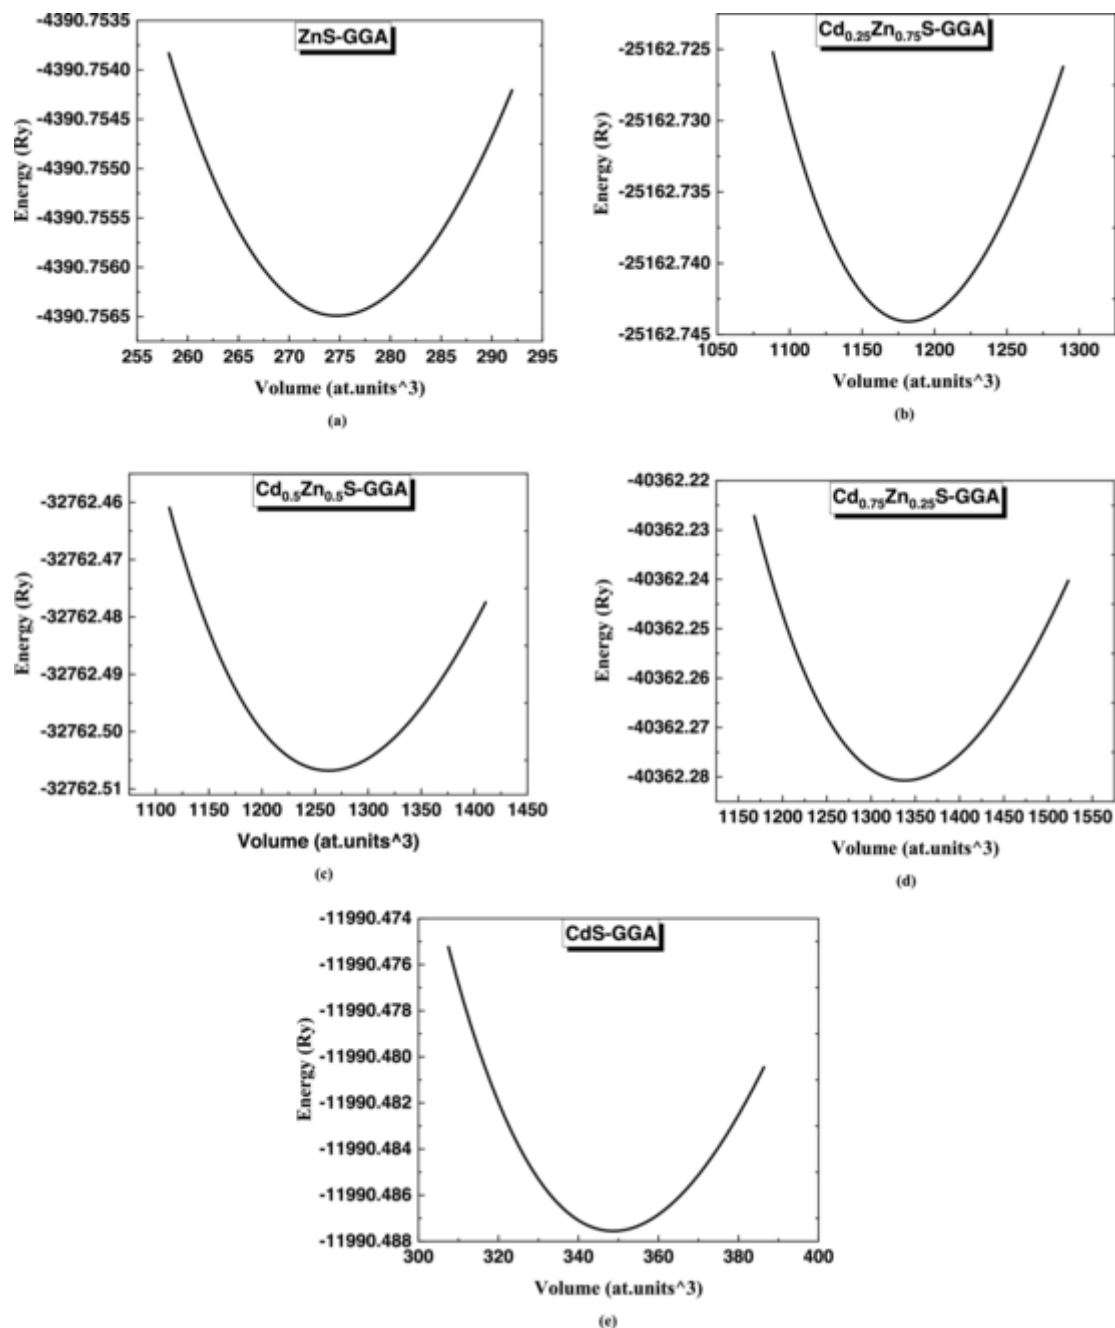 ZnS-GGA
-4390.7535
-4390.7540
-4390.7545
-4390.7550
-4390.7555
-4390.7560
-4390.7565
Energy (Ry)
255 260 265 270 275 280 285 290 295
Volume (at.units^3)
(a)
Cd0.25Zn0.75S-GGA
-25162.725
-25162.730
-25162.735
-25162.740
-25162.745
Energy (Ry)
1050 1100 1150 1200 1250 1300
Volume (at.units^3)
(b)
Cd0.5Zn0.5S-GGA
-32762.46
-32762.47
-32762.48
-32762.49
-32762.50
-32762.51
Energy (Ry)
1100 1150 1200 1250 1300 1350 1400 1450
Volume (at.units^3)
(c)
Cd0.75Zn0.25S-GGA
-40362.22
-40362.23
-40362.24
-40362.25
-40362.26
-40362.27
-40362.28
Energy (Ry)
1150 1200 1250 1300 1350 1400 1450 1500 1550
Volume (at.units^3)
(d)
CdS-GGA
-11990.474
-11990.476
-11990.478
-11990.480
-11990.482
-11990.484
-11990.486
-11990.488
Energy (Ry)
300 320 340 360 380 400
Volume (at.units^3)
(e)